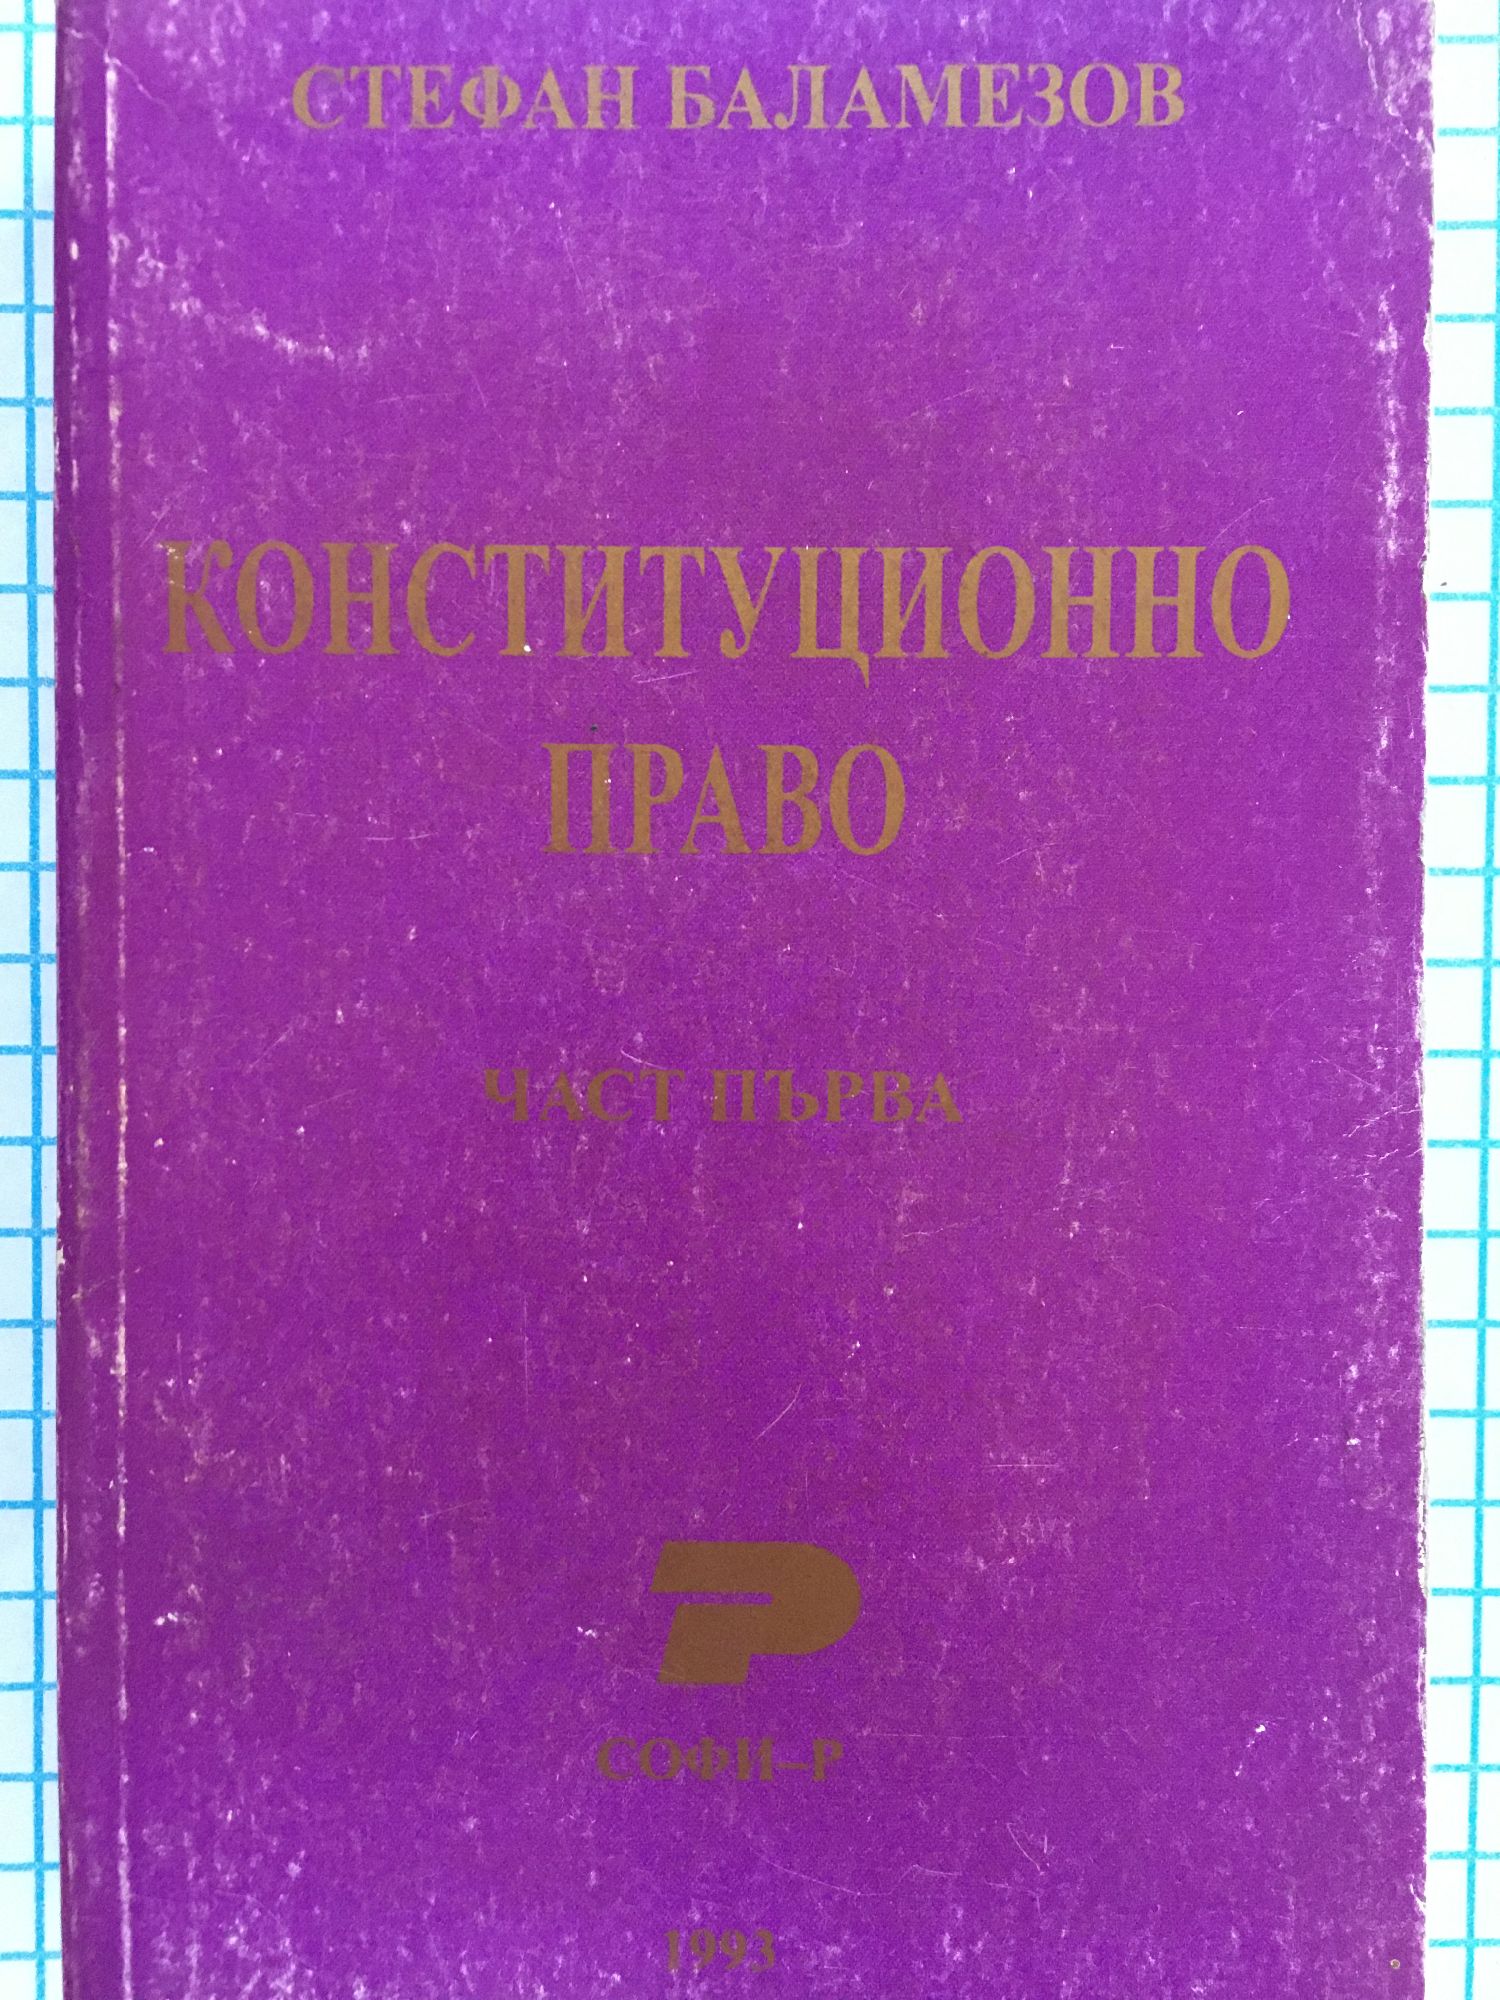 СТЕФАН БАЛАМЕЗОВ
КОНСТИТУЦИОННО
ПРАВО
ЧАСТ ПЪРВА
Р
СОФИ-Р
1993